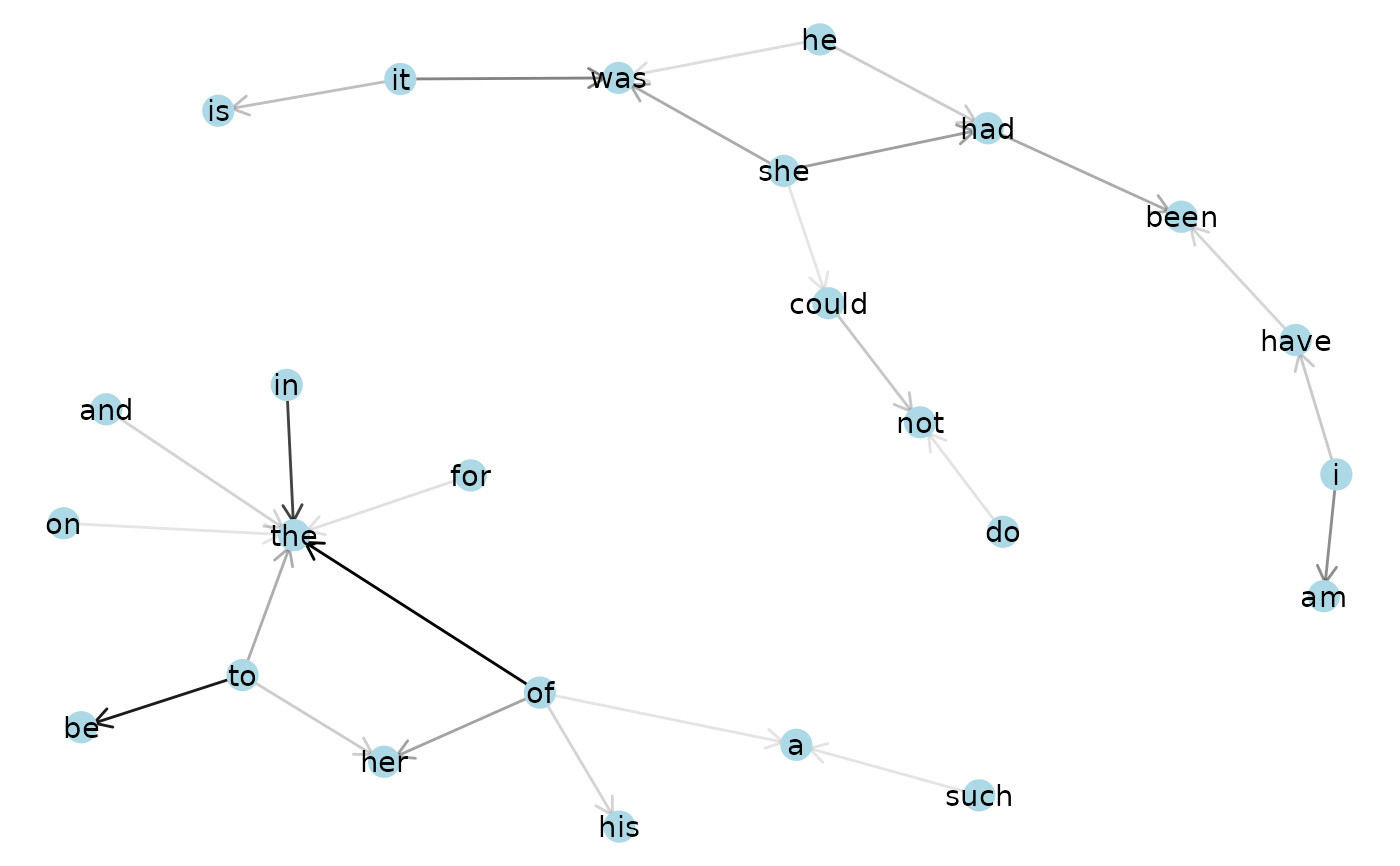 he
it
was
is
had
she
been
could
have
in
and
not
for
i
on
the
do
am
to
of
be
a
her
such
his